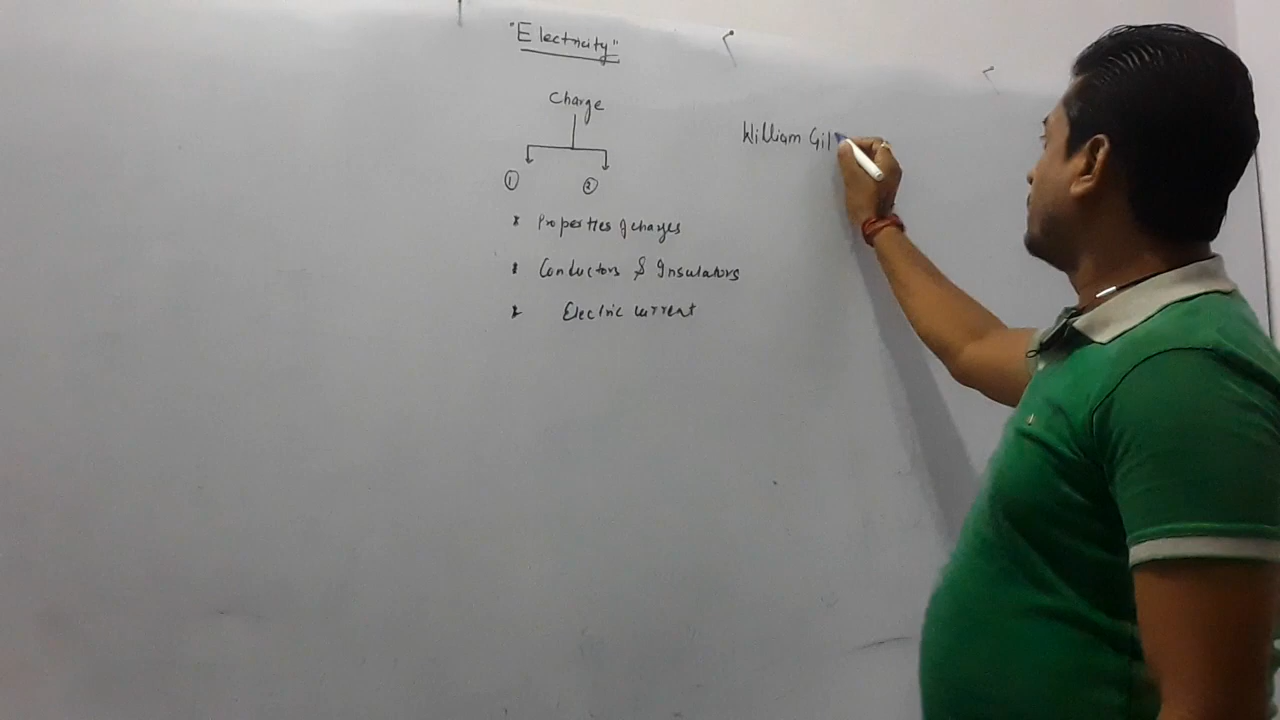 "Electricity"
Charge
William Gil
① ②
* Properties of charges
* Conductors & Insulators
* Electric current